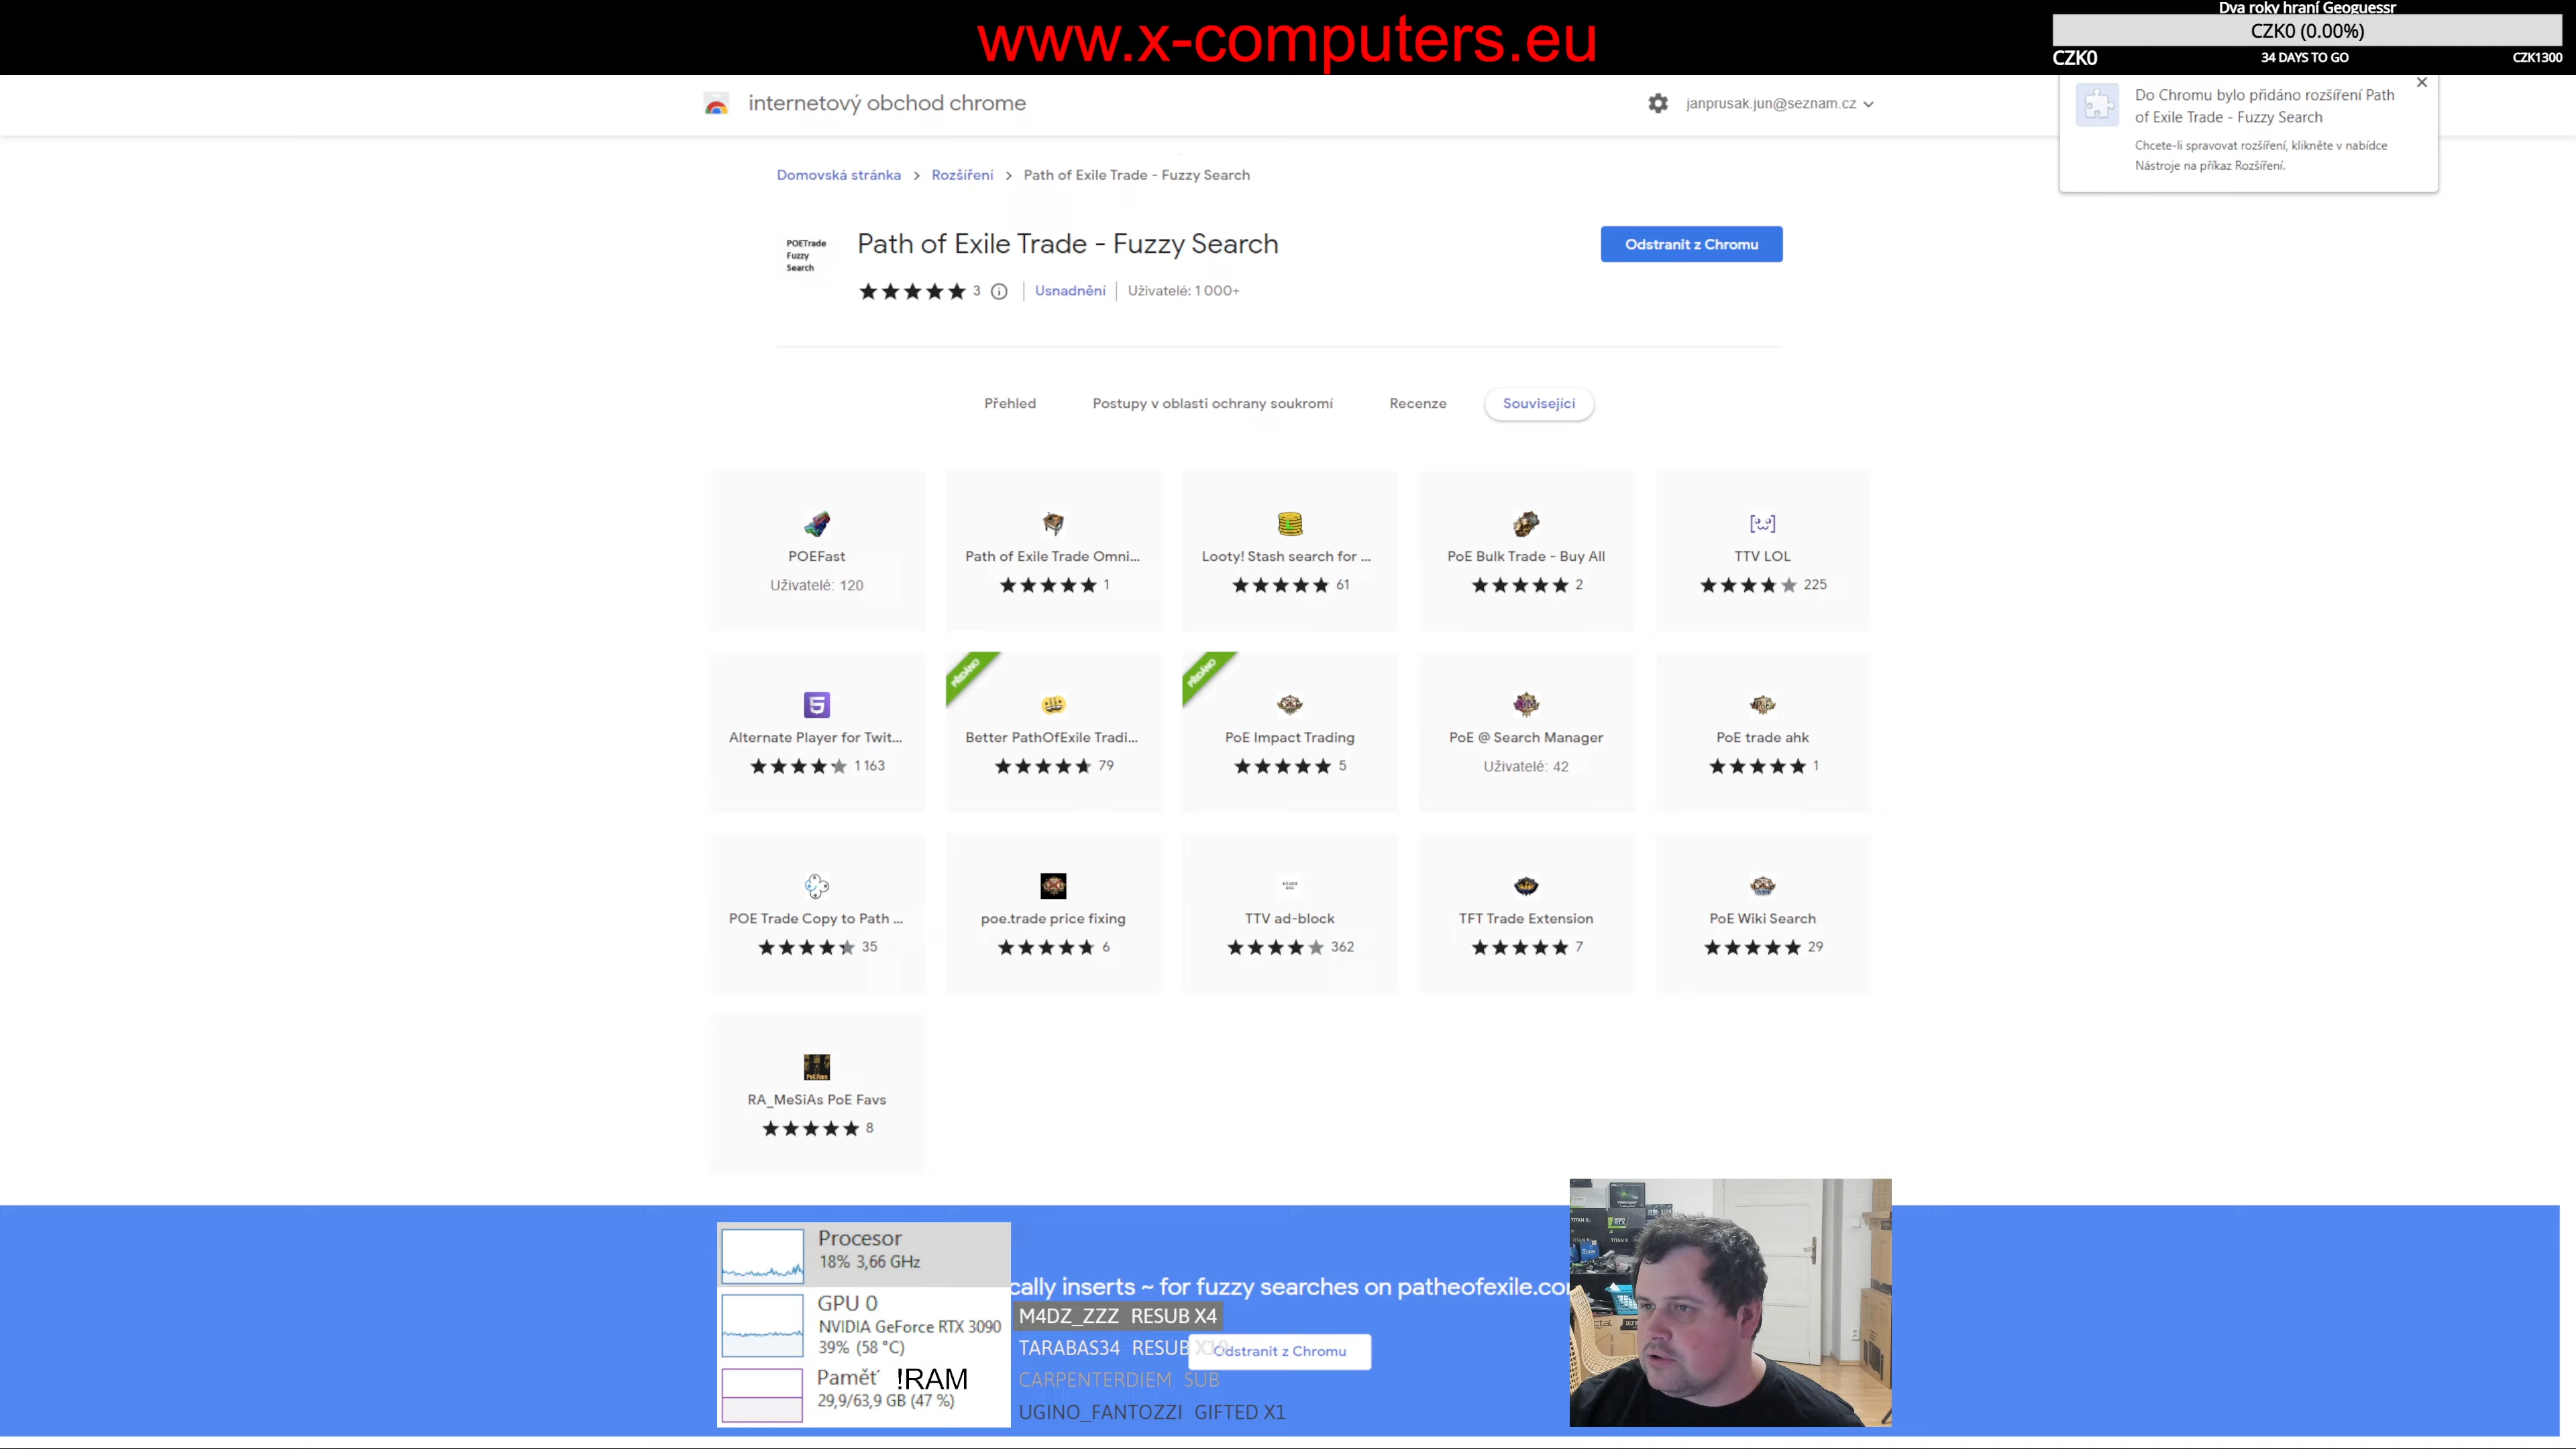 www.x-computers.eu
Dva roky hraní Geoguessr
CZK0 (0.00%)
CZK0 34 DAYS TO GO CZK1300
internetový obchod chrome
janprusak.jun@seznam.cz
Do Chromu bylo přidáno rozšíření Path
of Exile Trade - Fuzzy Search
Chcete-li spravovat rozšíření, klikněte v nabídce
Nástroje na příkaz Rozšíření.
Domovská stránka > Rozšíření > Path of Exile Trade - Fuzzy Search
POETrade
Fuzzy
Search
Path of Exile Trade - Fuzzy Search
Odstranit z Chromu
3 Usnadnění Uživatelé: 1 000+
Přehled Postupy v oblasti ochrany soukromí Recenze Související
POEFast Path of Exile Trade Omni... Looty! Stash search for ... PoE Bulk Trade - Buy All TTV LOL
Uživatelé: 120 1 61 2 225
PŘIDÁNO PŘIDÁNO
Alternate Player for Twit... Better PathOfExile Tradi... PoE Impact Trading PoE @ Search Manager PoE trade ahk
1 163 79 5 Uživatelé: 42 1
POE Trade Copy to Path ... poe.trade price fixing TTV ad-block TFT Trade Extension PoE Wiki Search
35 6 362 7 29
RA_MeSiAs PoE Favs
8
Procesor
18% 3,66 GHz
GPU 0
NVIDIA GeForce RTX 3090
39% (58 °C)
Paměť !RAM
29,9/63,9 GB (47 %)
cally inserts ~ for fuzzy searches on patheofexile.co
M4DZ_ZZZ RESUB X4
TARABAS34 RESUB
Odstranit z Chromu
CARPENTERDIEM SUB
UGINO_FANTOZZI GIFTED X1